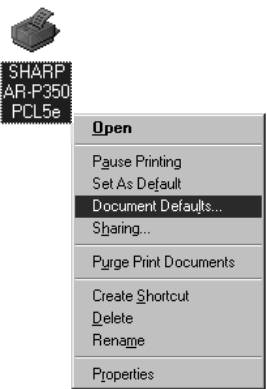 SHARP
AR-P350
PCL5e
Open
Pause Printing
Set As Default
Document Defaults...
Sharing...
Purge Print Documents
Create Shortcut
Delete
Rename
Properties